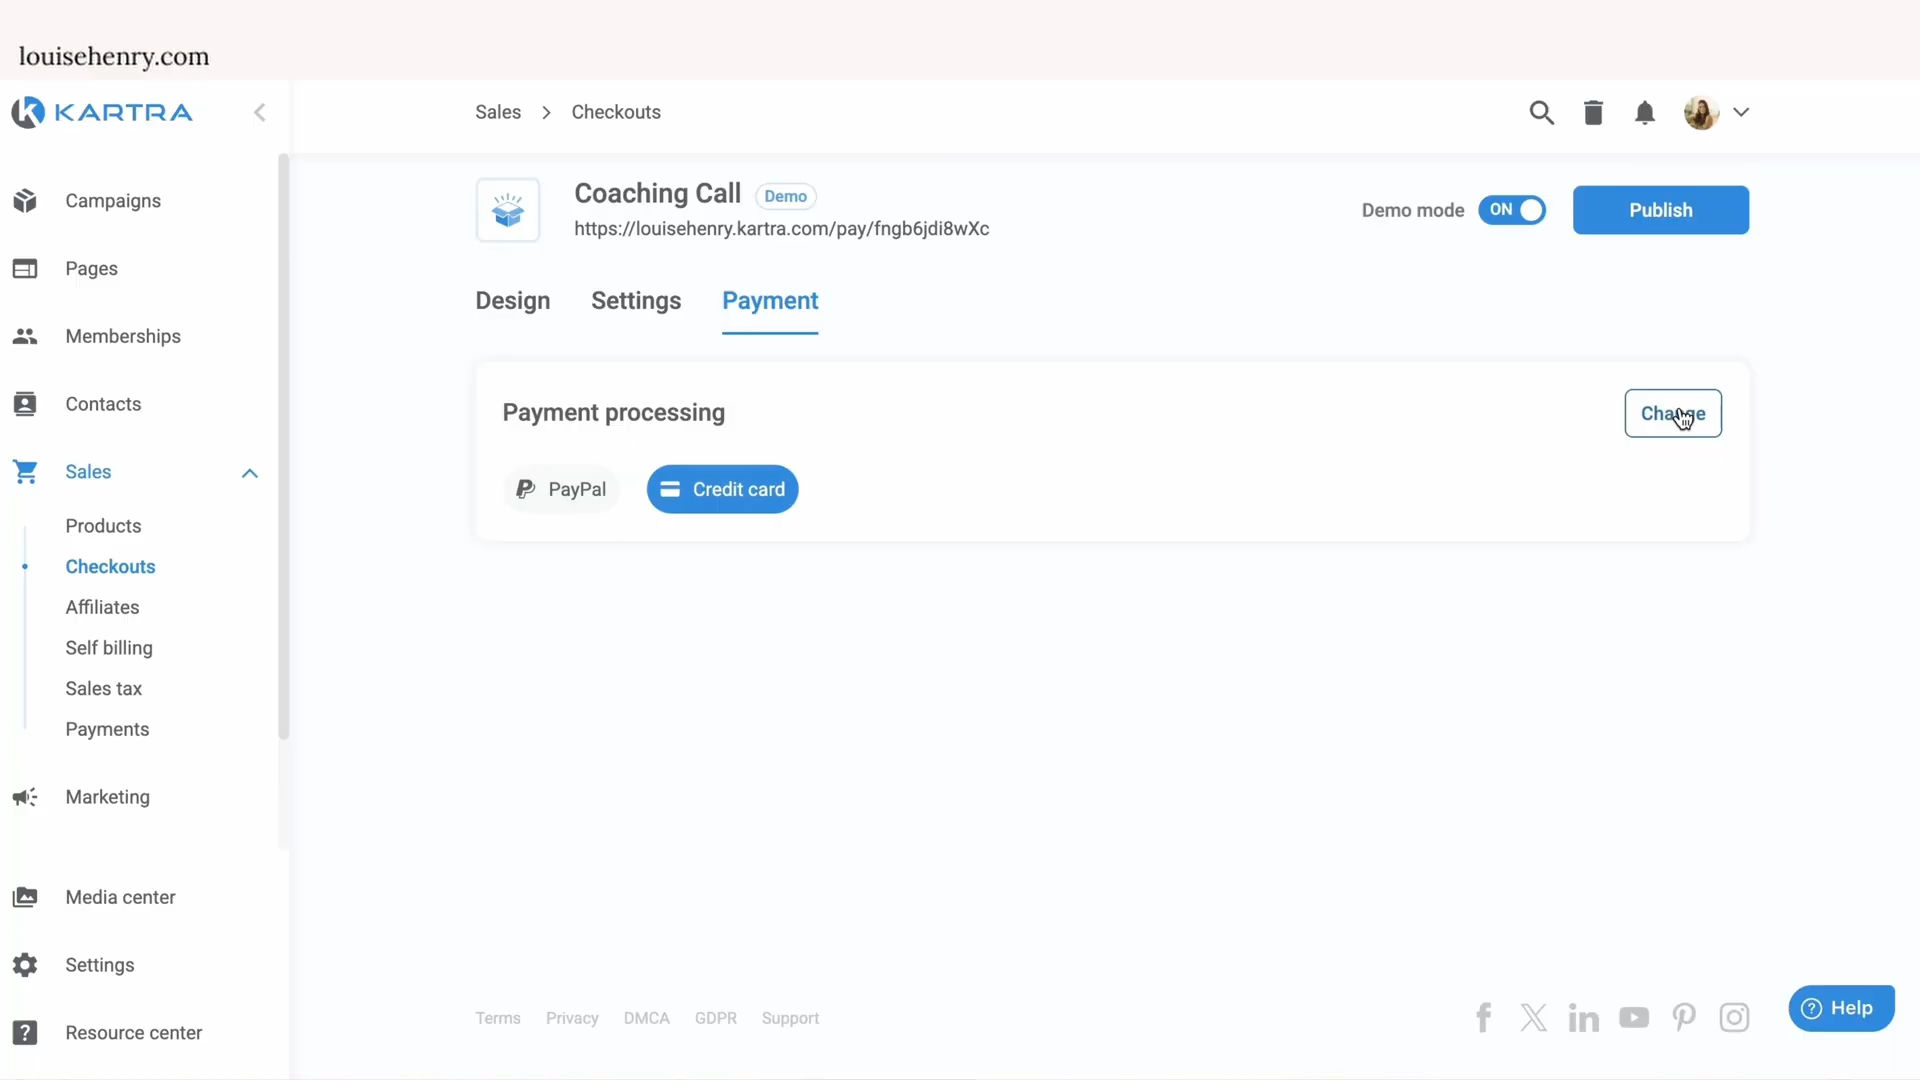 louisehenry.com
KARTRA
Sales > Checkouts
Campaigns
Pages
Memberships
Contacts
Sales
Products
Checkouts
Affiliates
Self billing
Sales tax
Payments
Marketing
Media center
Settings
Resource center
Coaching Call Demo
https://louisehenry.kartra.com/pay/fngb6jdi8wXc
Demo mode ON Publish
Design Settings Payment
Payment processing
Change
PayPal Credit card
Terms Privacy DMCA GDPR Support
Help